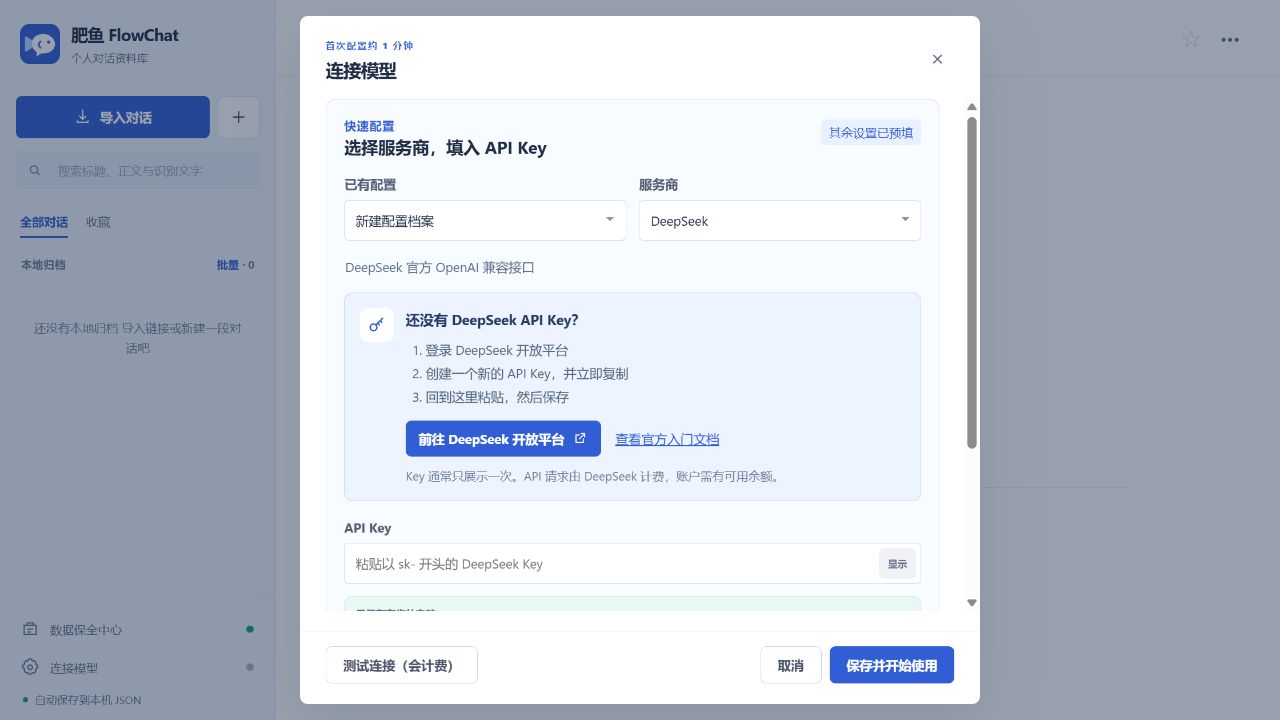 肥鱼 FlowChat
个人对话资料库
导入对话
搜索标题、正文与识别文字
全部对话
收藏
本地归档
批量 · 0
还没有本地归档 导入链接或新建一段对
话吧
数据保全中心
连接模型
自动保存到本机 JSON
首次配置约 1 分钟
连接模型
快速配置
选择服务商，填入 API Key
其余设置已预填
已有配置
服务商
新建配置档案
DeepSeek
DeepSeek 官方 OpenAI 兼容接口
还没有 DeepSeek API Key?
1. 登录 DeepSeek 开放平台
2. 创建一个新的 API Key，并立即复制
3. 回到这里粘贴，然后保存
前往 DeepSeek 开放平台
查看官方入门文档
Key 通常只展示一次。API 请求由 DeepSeek 计费，账户需有可用余额。
API Key
粘贴以 sk- 开头的 DeepSeek Key
显示
测试连接（会计费）
取消
保存并开始使用